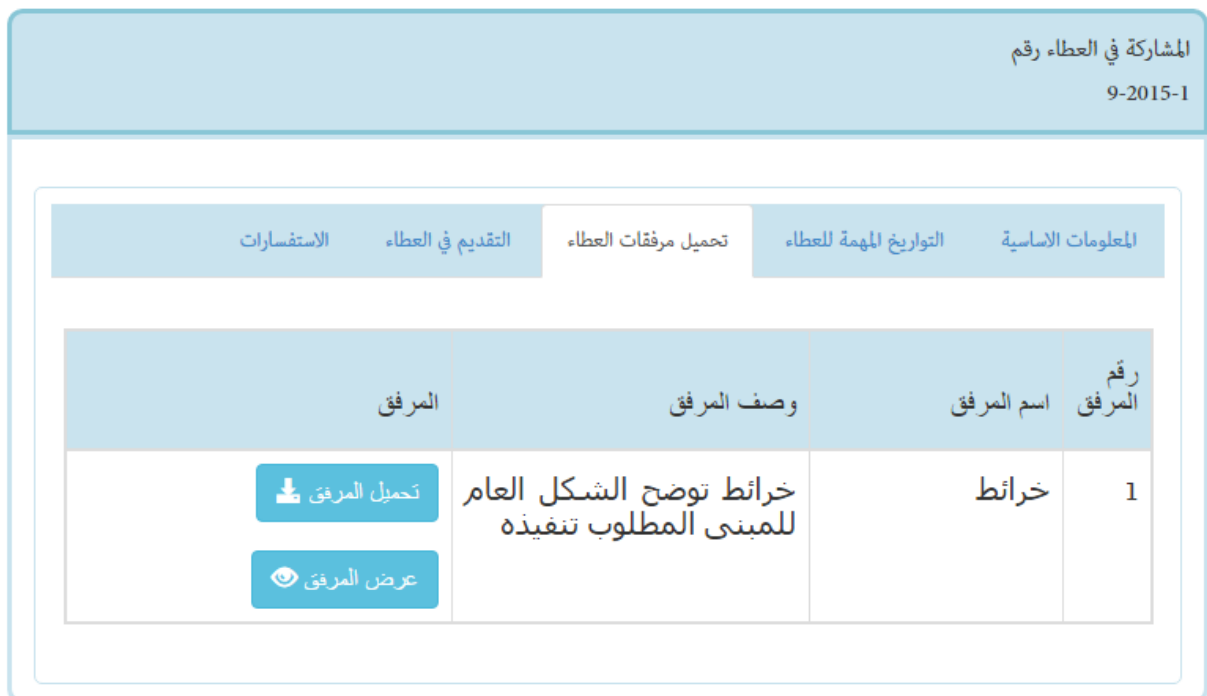 المشاركة في العطاء رقم
9-2015-1
المعلومات الاساسية
التواريخ المهمة للعطاء
تحميل مرفقات العطاء
التقديم في العطاء
الاستفسارات
رقم
المرفق
اسم المرفق
وصف المرفق
المرفق
1
خرائط
خرائط توضح الشكل العام
للمبنى المطلوب تنفيذه
تحميل المرفق
عرض المرفق